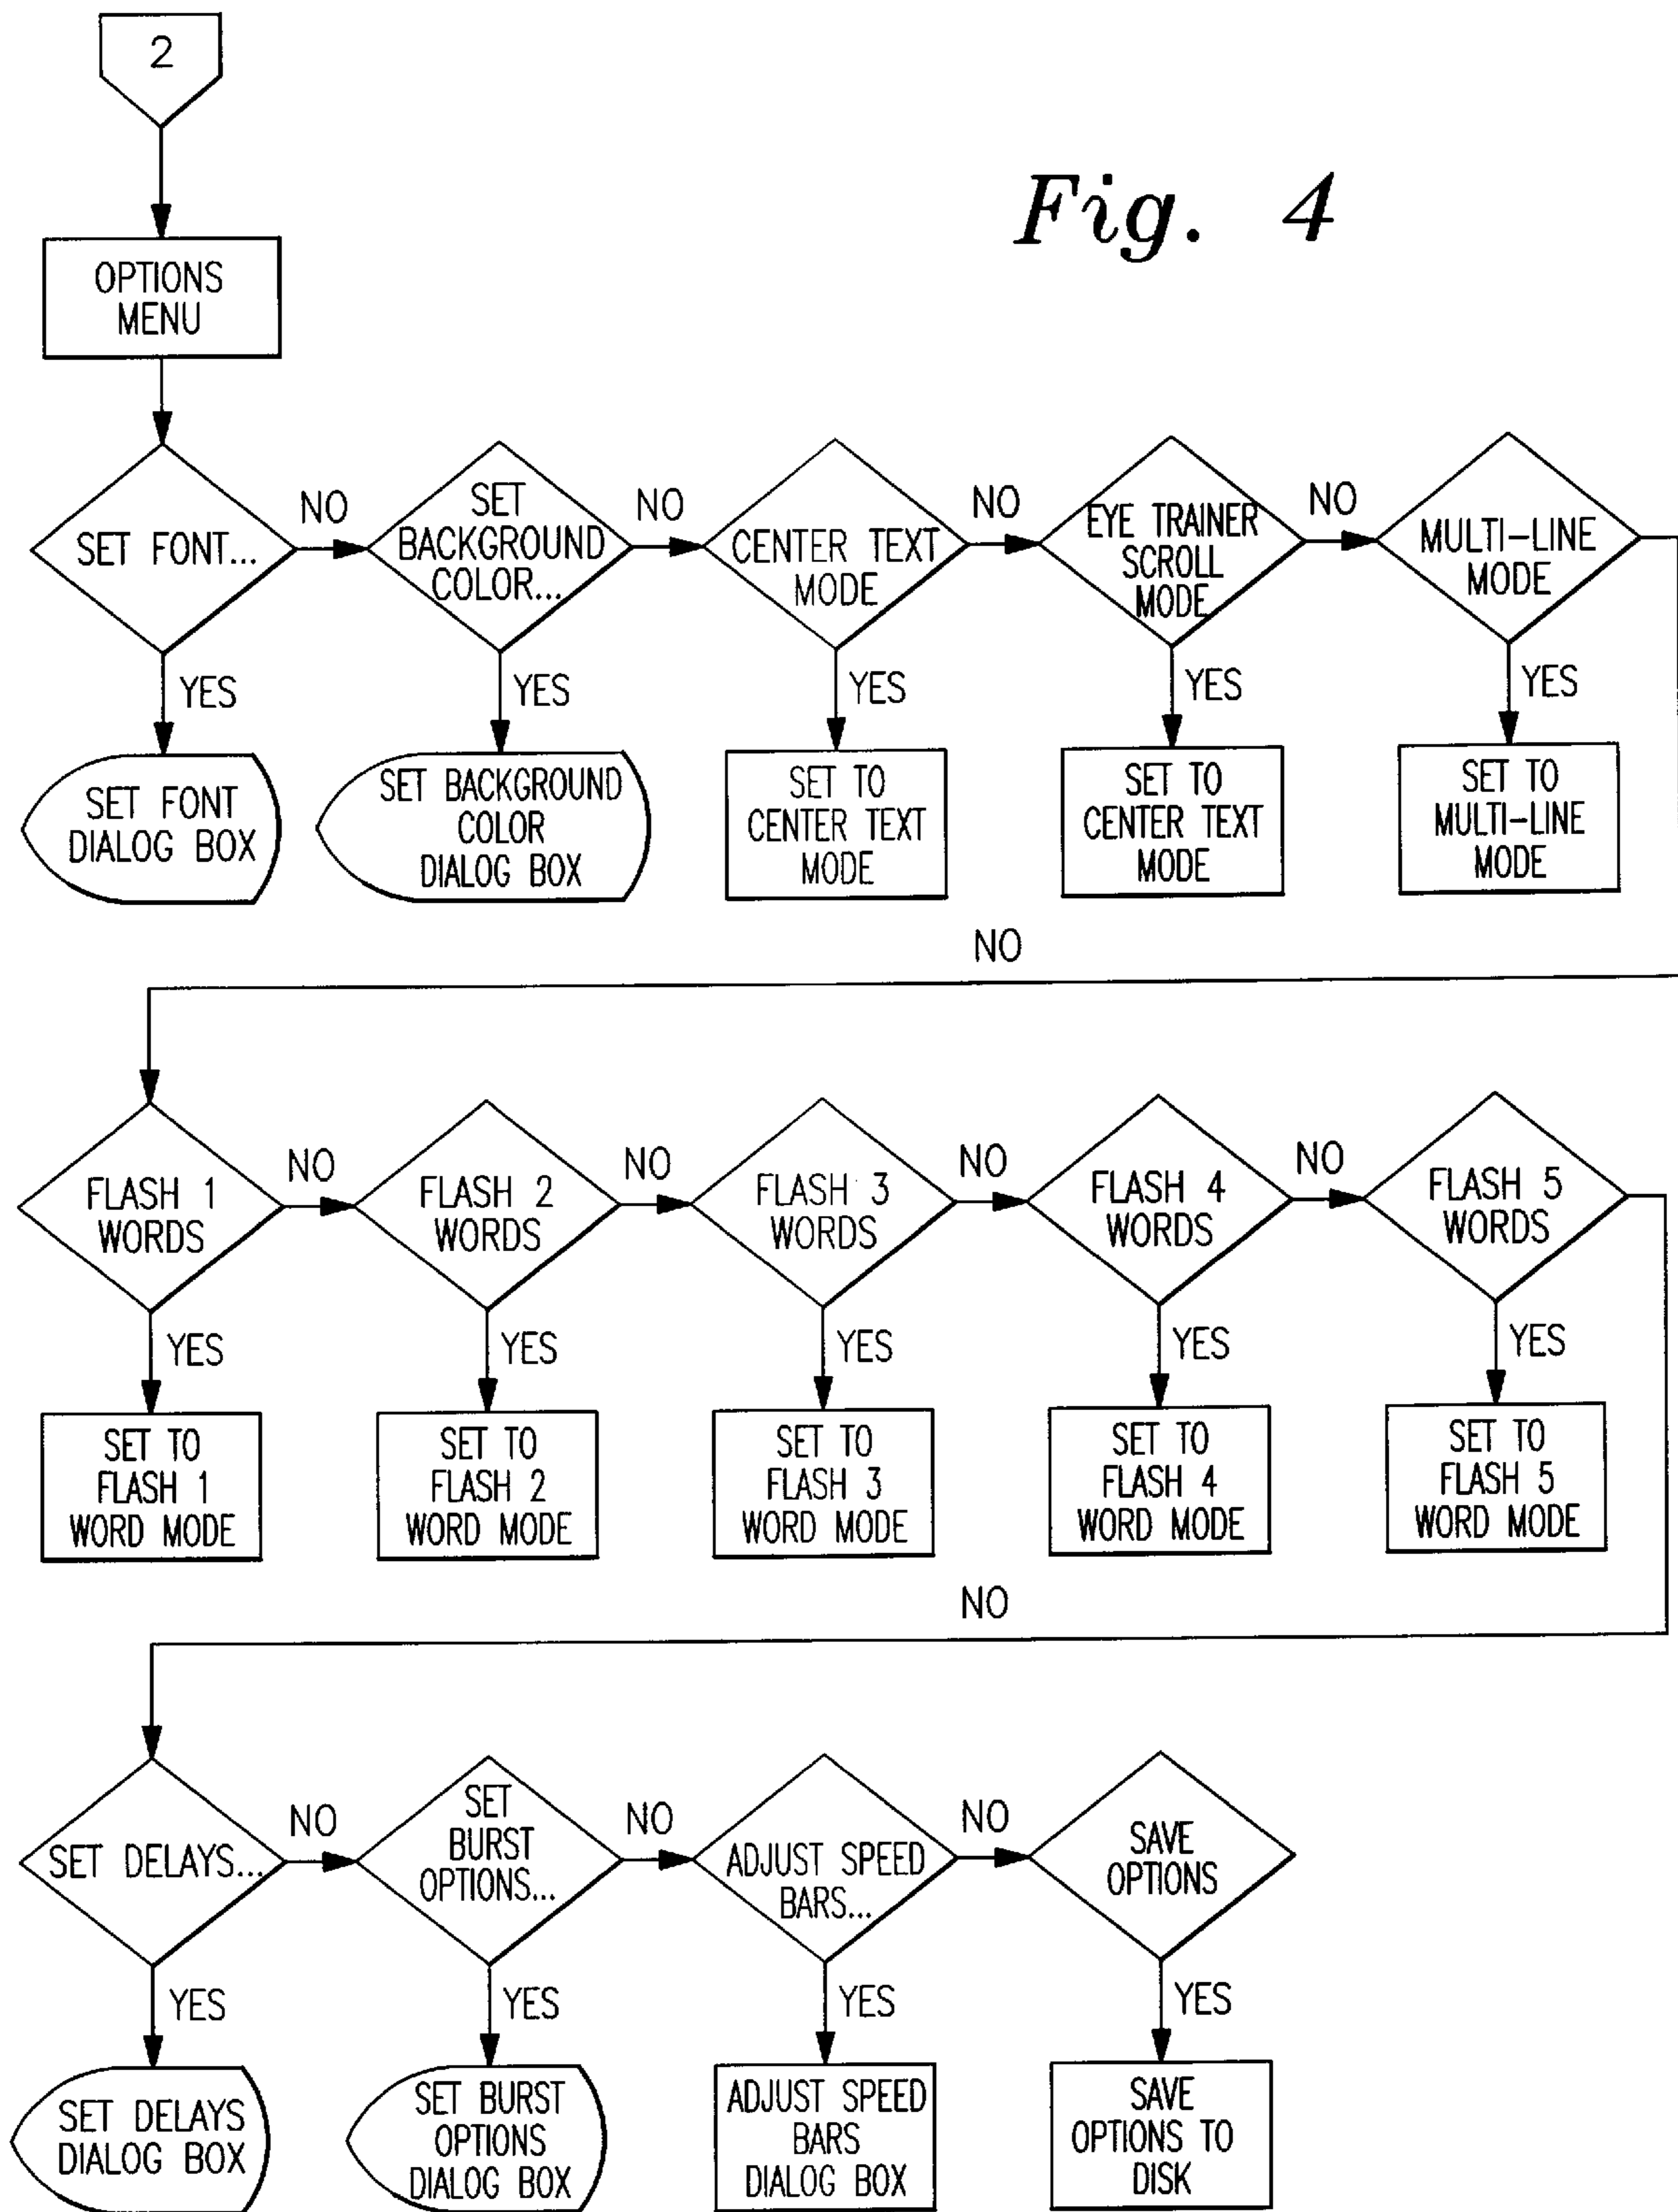 2
Fig. 4
OPTIONS
MENU
SET FONT...
NO
SET
BACKGROUND
COLOR...
NO
CENTER TEXT
MODE
NO
EYE TRAINER
SCROLL
MODE
NO
MULTI-LINE
MODE
YES
YES
YES
YES
YES
SET FONT
DIALOG BOX
SET BACKGROUND
COLOR
DIALOG BOX
SET TO
CENTER TEXT
MODE
SET TO
CENTER TEXT
MODE
SET TO
MULTI-LINE
MODE
NO
FLASH 1
WORDS
NO
FLASH 2
WORDS
NO
FLASH 3
WORDS
NO
FLASH 4
WORDS
NO
FLASH 5
WORDS
YES
YES
YES
YES
YES
SET TO
FLASH 1
WORD MODE
SET TO
FLASH 2
WORD MODE
SET TO
FLASH 3
WORD MODE
SET TO
FLASH 4
WORD MODE
SET TO
FLASH 5
WORD MODE
NO
SET DELAYS...
NO
SET
BURST
OPTIONS...
NO
ADJUST SPEED
BARS...
NO
SAVE
OPTIONS
YES
YES
YES
YES
SET DELAYS
DIALOG BOX
SET BURST
OPTIONS
DIALOG BOX
ADJUST SPEED
BARS
DIALOG BOX
SAVE
OPTIONS TO
DISK